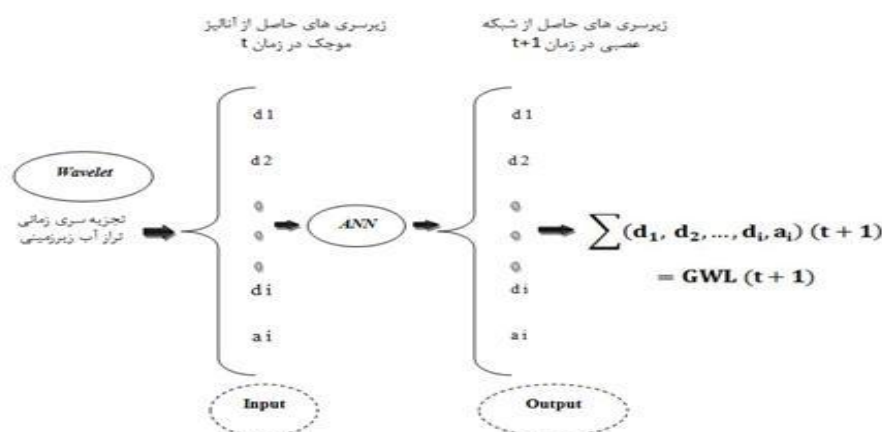 زیرسری های حاصل از آنالیز
موجک در زمان t
زیرسری های حاصل از شبکه
عصبی در زمان t+1
Wavelet
تجزیه سری زمانی
تراز آب زیرزمینی
d1
d2
di
ai
Input
ANN
d1
d2
di
ai
Output
∑(d₁, d₂, ..., dᵢ, aᵢ) (t + 1)
= GWL (t + 1)